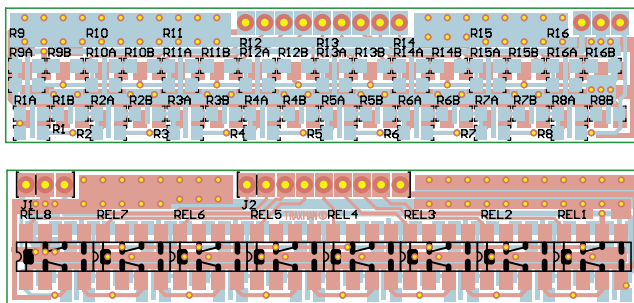 R9 R10 R11 R12 R13 R14 R15 R16
R9A R9B R10A R10B R11A R11B R12A R12B R13A R13B R14A R14B R15A R15B R16A R16B
R1A R1B R2A R2B R3A R3B R4A R4B R5A R5B R6A R6B R7A R7B R8A R8B
R1 R2 R3 R4 R5 R6 R7 R8
J1 J2
REL8 REL7 REL6 REL5 REL4 REL3 REL2 REL1